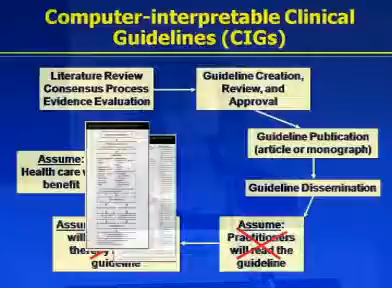 Computer-interpretable Clinical
Guidelines (CIGs)
Literature Review
Consensus Process
Evidence Evaluation
Guideline Creation,
Review, and
Approval
Guideline Publication
(article or monograph)
Guideline Dissemination
Assume:
Practitioners
will read the
guideline
will
guideline
Assume:
Health care
benefit